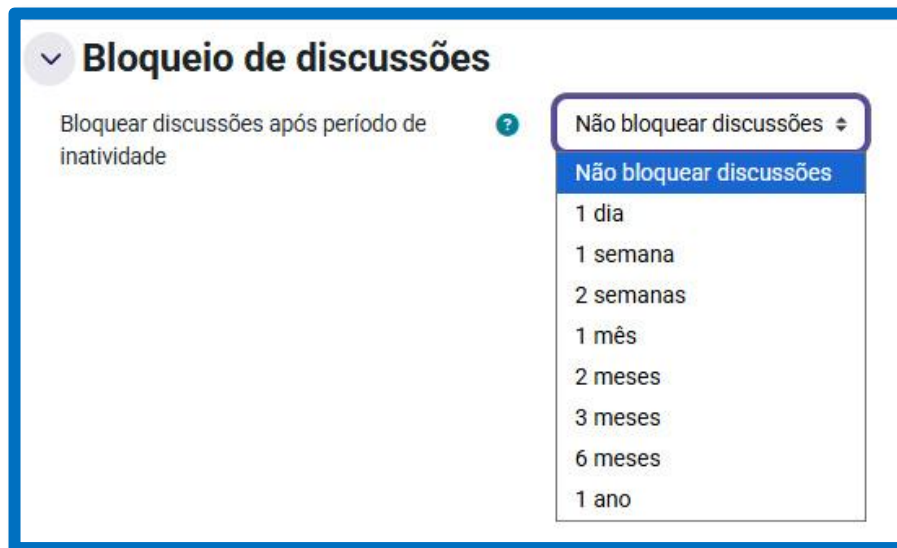 Bloqueio de discussões
Bloquear discussões após período de
inatividade
?
Não bloquear discussões
Não bloquear discussões
1 dia
1 semana
2 semanas
1 mês
2 meses
3 meses
6 meses
1 ano